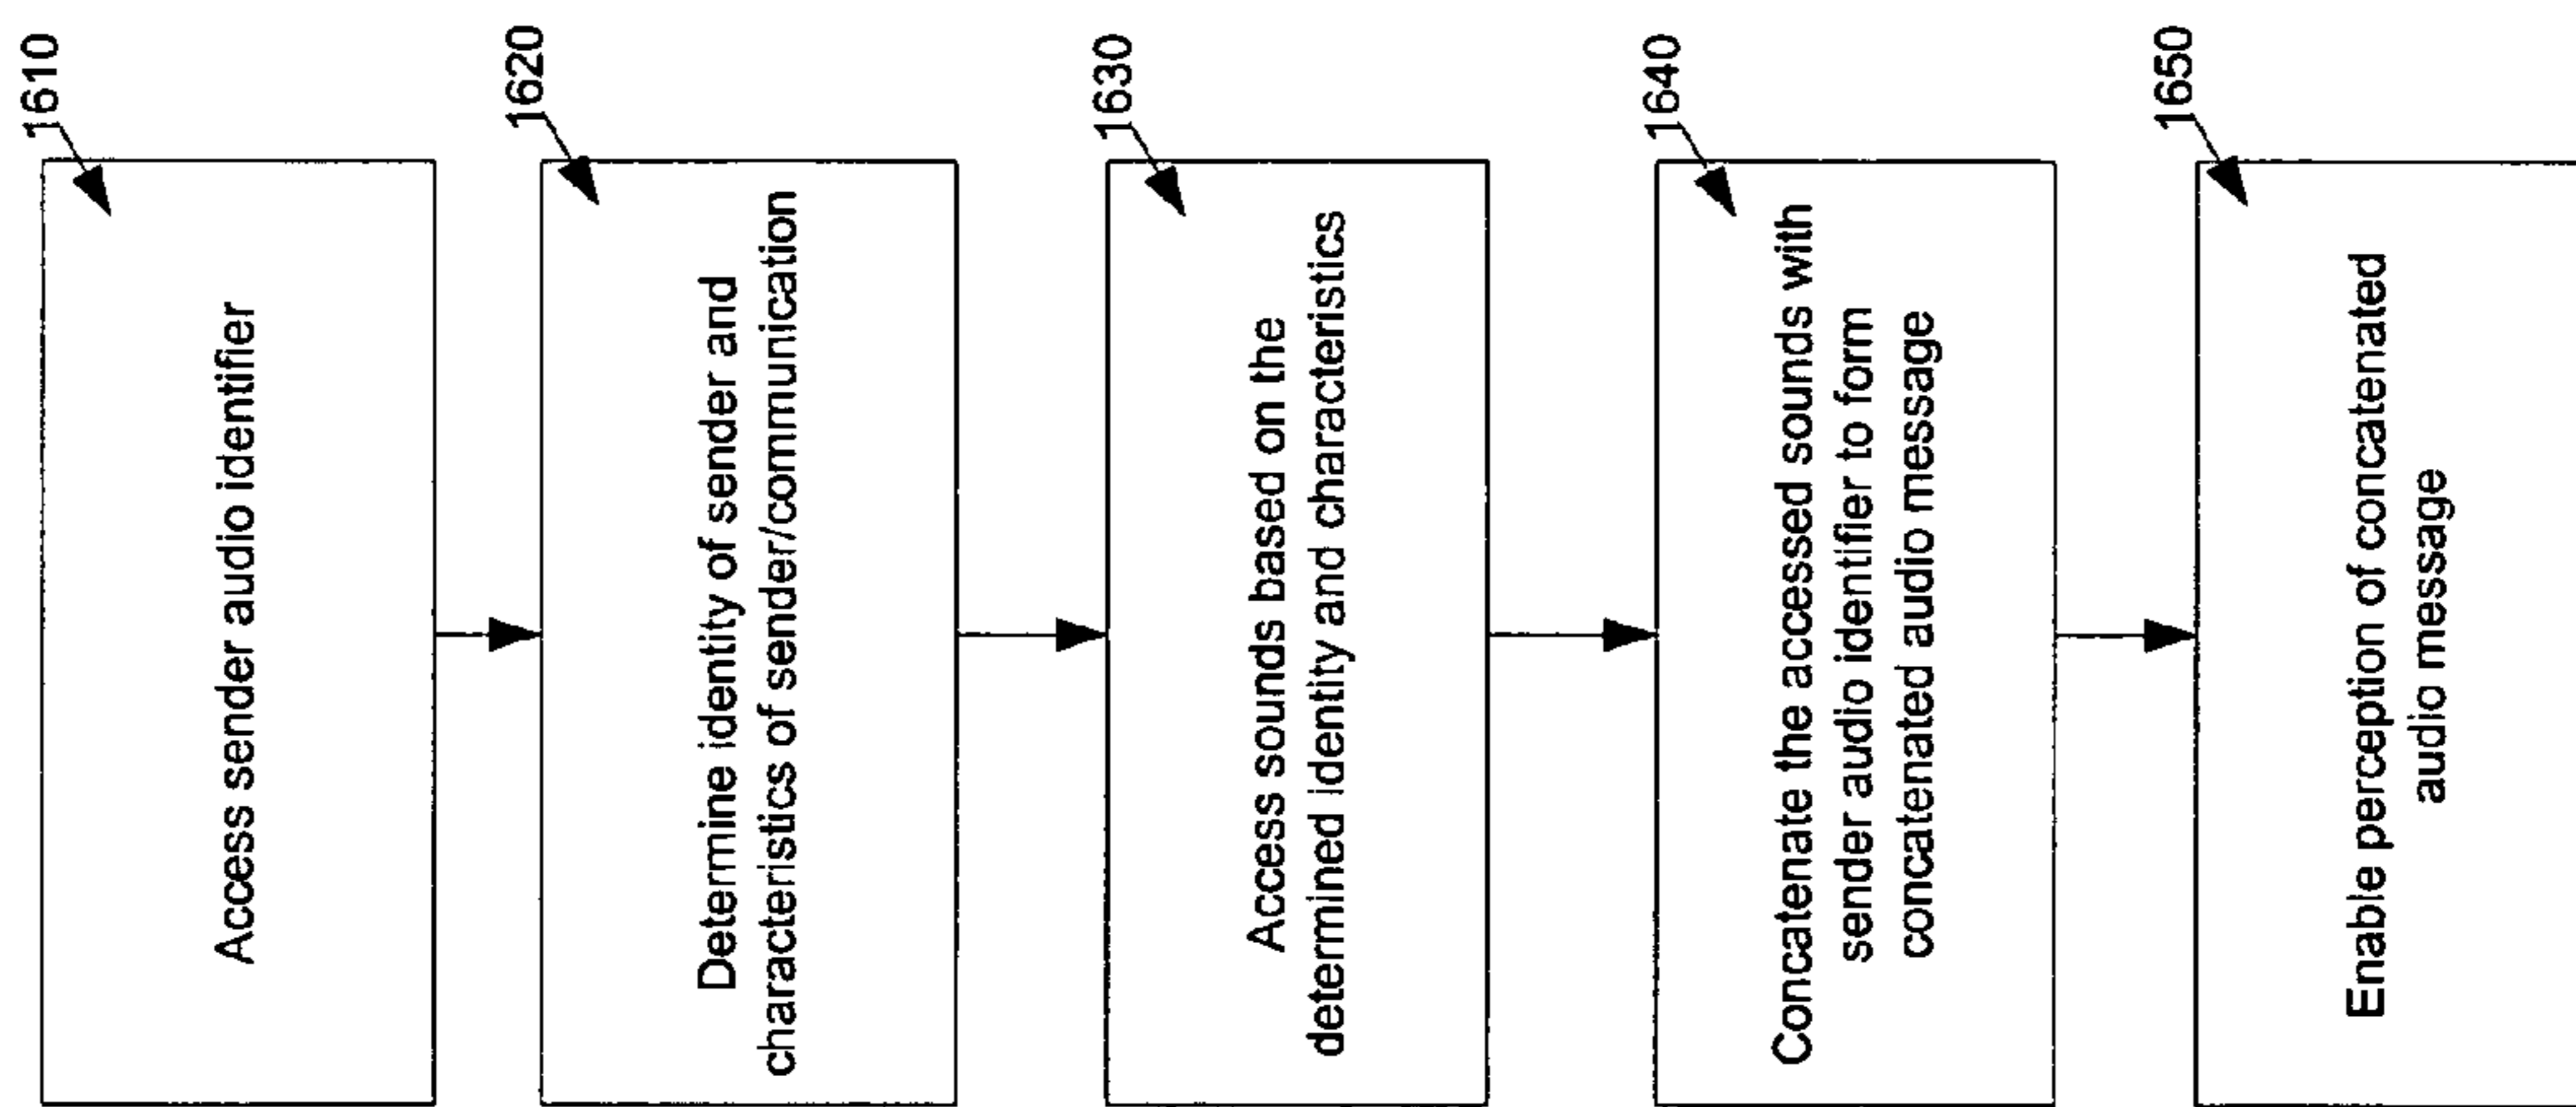 1610
Access sender audio identifier
1620
Determine identity of sender and
characteristics of sender/communication
1630
Access sounds based on the
determined identity and characteristics
1640
Concatenate the accessed sounds with
sender audio identifier to form
concatenated audio message
1650
Enable perception of concatenated
audio message